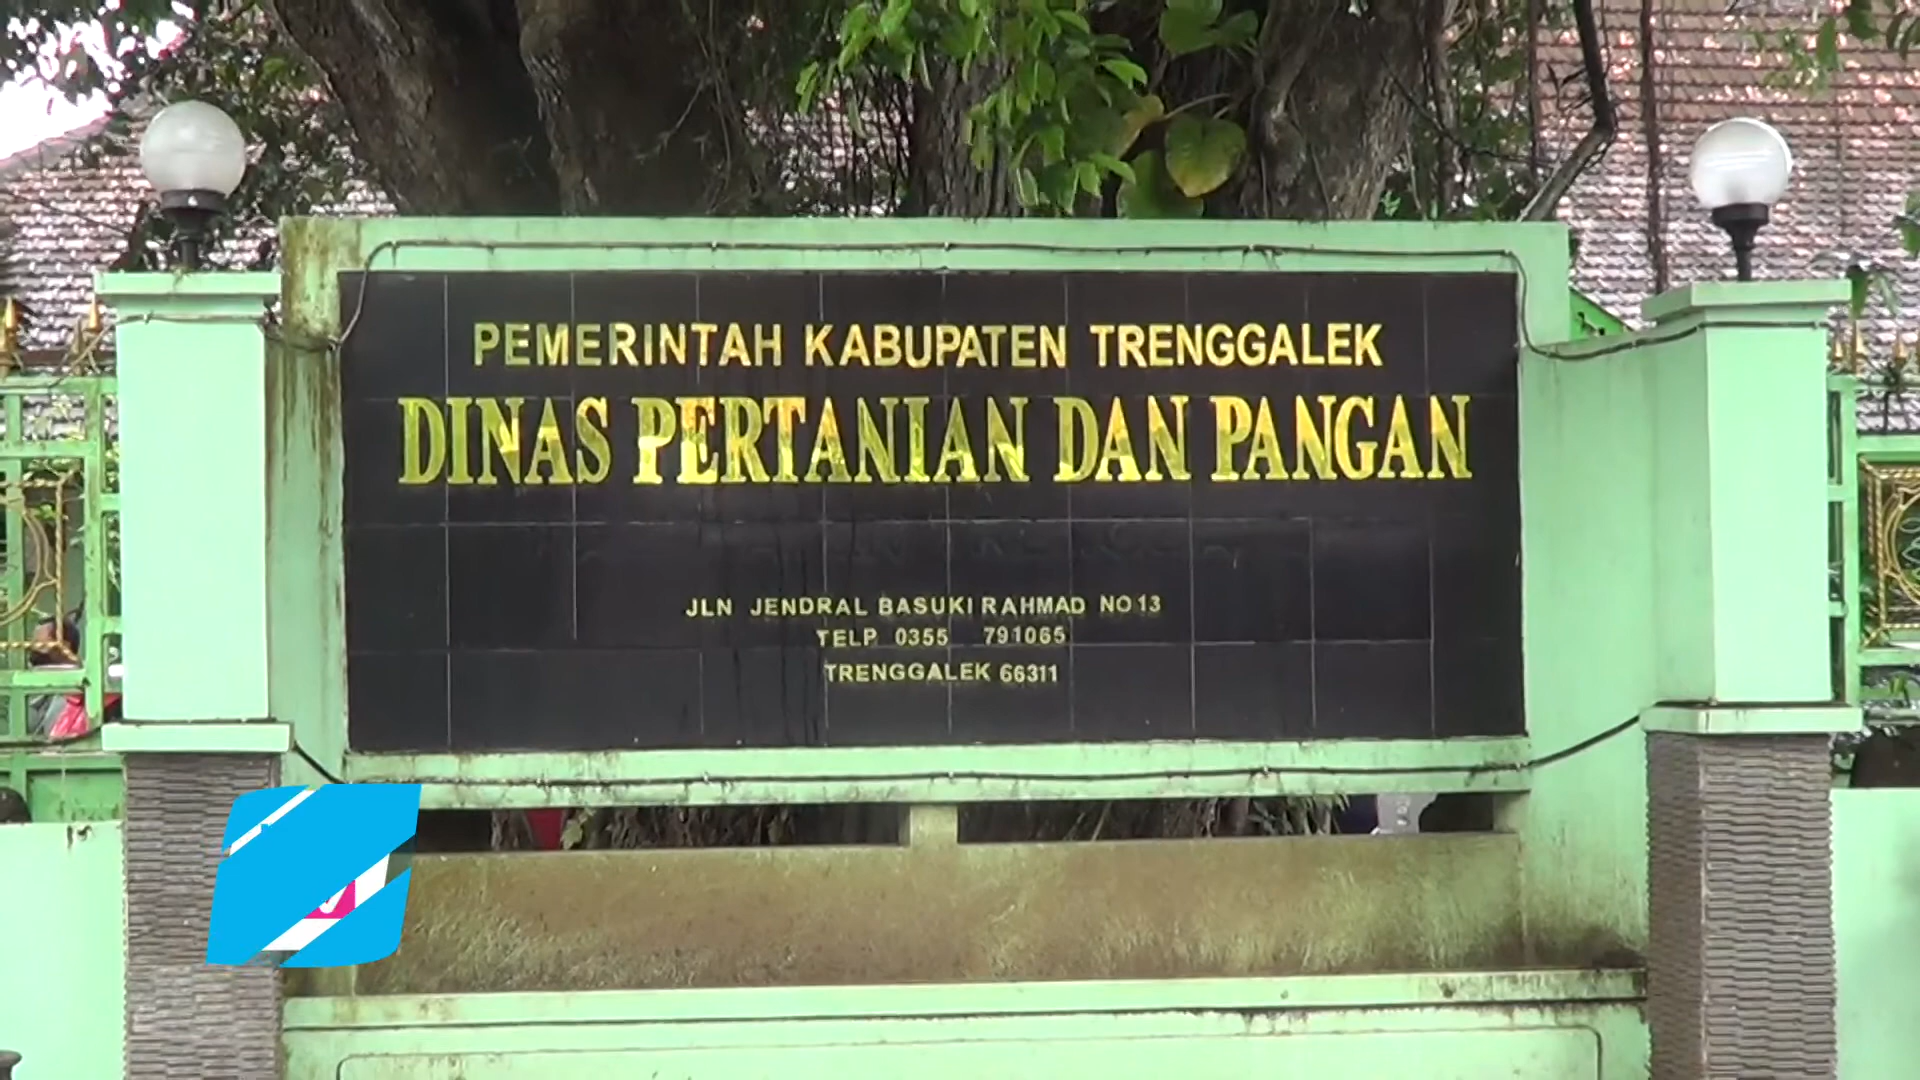 PEMERINTAH KABUPATEN TRENGGALEK
DINAS PERTANIAN DAN PANGAN
JLN JENDRAL BASUKI RAHMAD NO 13
TELP 0355 791065
TRENGGALEK 66311